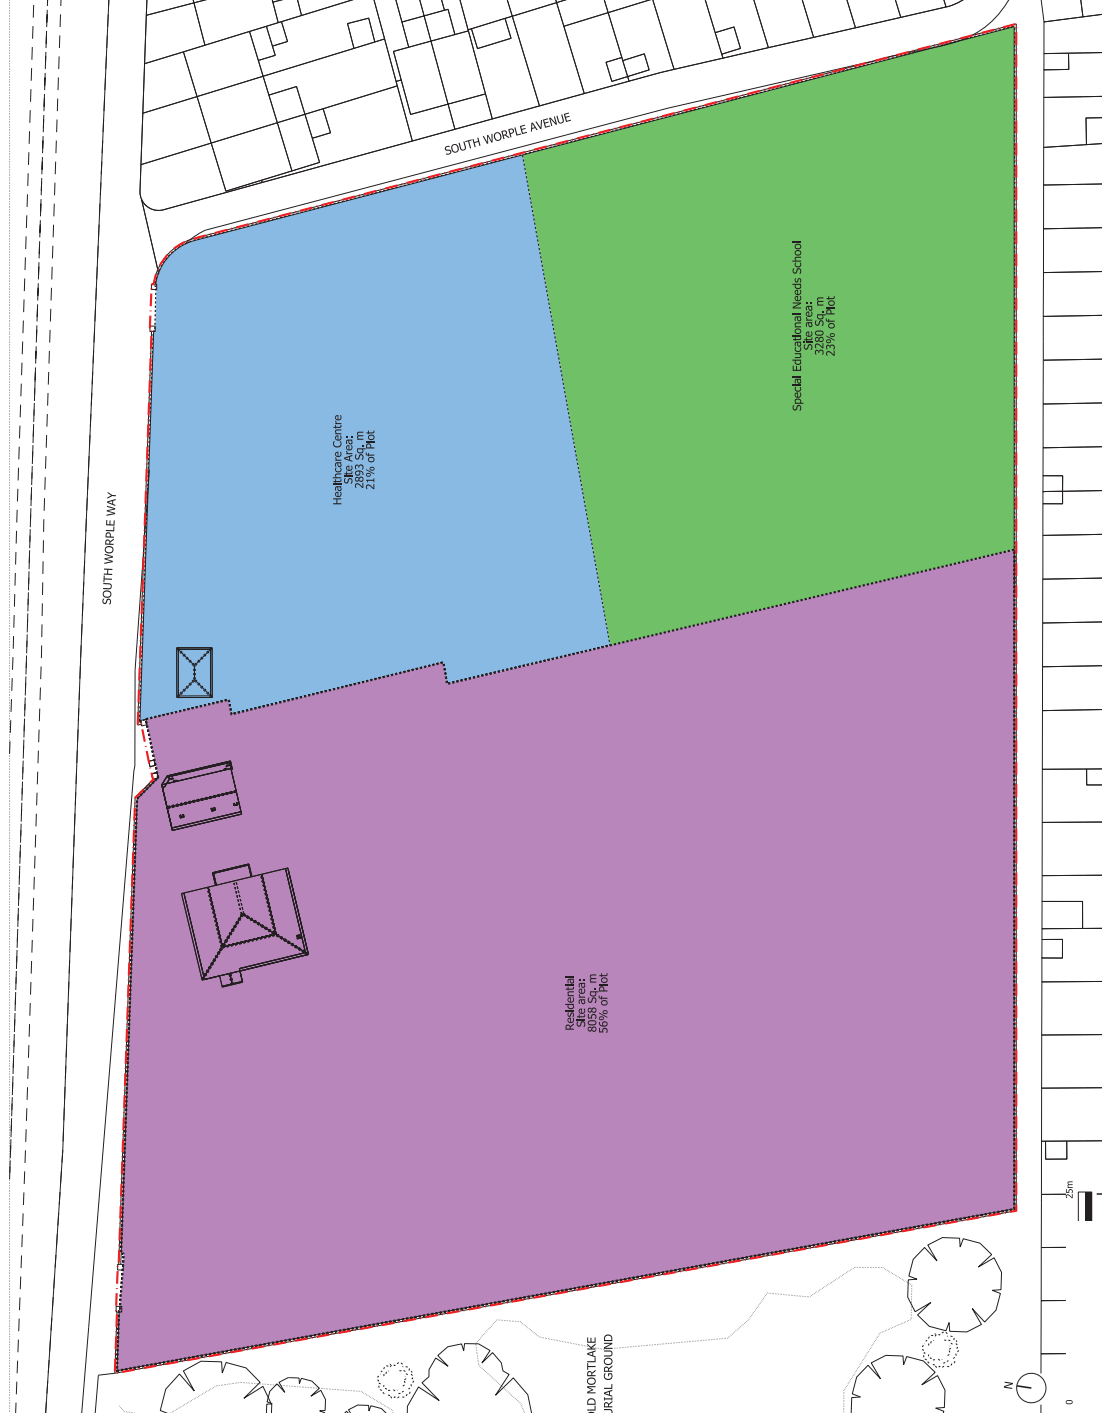 SOUTH WORPLE AVENUE
SOUTH WORPLE WAY
Healthcare Centre
Site Area:
2893 Sq. m
21% of Plot
Special Educational Needs School
Site area:
3280 Sq. m
23% of Plot
Residential
Site area:
8058 Sq. m
56% of Plot
OLD MORTLAKE
URIAL GROUND
N
0
25m